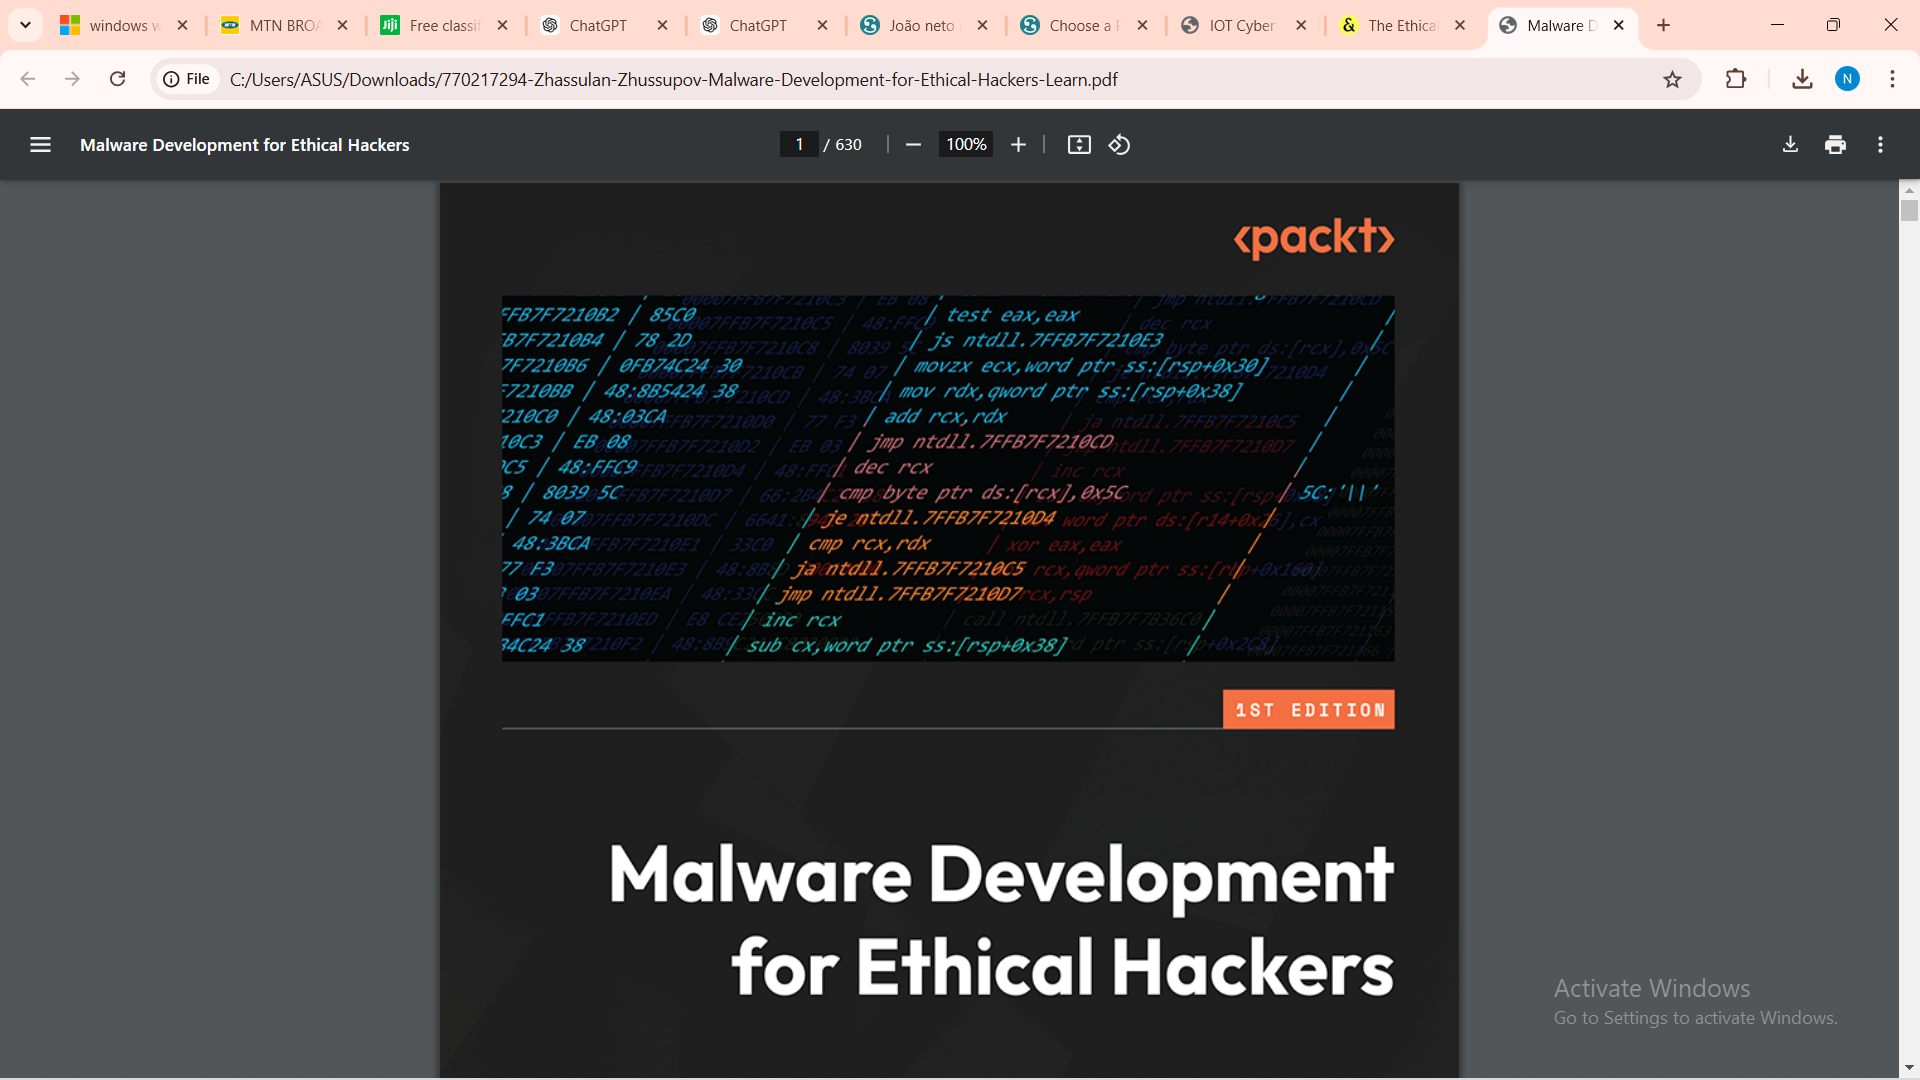 windows w
MTN BROA
Jiji Free classif
ChatGPT
ChatGPT
João neto
Choose a F
IOT Cyber
& The Ethica
Malware D
File C:/Users/ASUS/Downloads/770217294-Zhassulan-Zhussupov-Malware-Development-for-Ethical-Hackers-Learn.pdf
N
Malware Development for Ethical Hackers
1 / 630
100%
<packt>
FFB7F7210B2 / 85C0 / test eax,eax
B7F7210B4 / 78 2D / js ntdll.7FFB7F7210E3
7F7210B6 / 0FB74C24 30 / movzx ecx,word ptr ss:[rsp+0x30]
F7210BB / 48:8B5424 38 / mov rdx,qword ptr ss:[rsp+0x38]
210C0 / 48:03CA / add rcx,rdx
10C3 / EB 08 / jmp ntdll.7FFB7F7210CD
0C5 / 48:FFC9 / dec rcx
8 / 8039 5C / cmp byte ptr ds:[rcx],0x5C / 5C:'\\'
/ 74 07 / je ntdll.7FFB7F7210D4
48:3BCA / cmp rcx,rdx
77 F3 / ja ntdll.7FFB7F7210C5
03 / jmp ntdll.7FFB7F7210D7
FFC1 / inc rcx
84C24 38 / sub cx,word ptr ss:[rsp+0x38]
1ST EDITION
Malware Development
for Ethical Hackers
Activate Windows
Go to Settings to activate Windows.